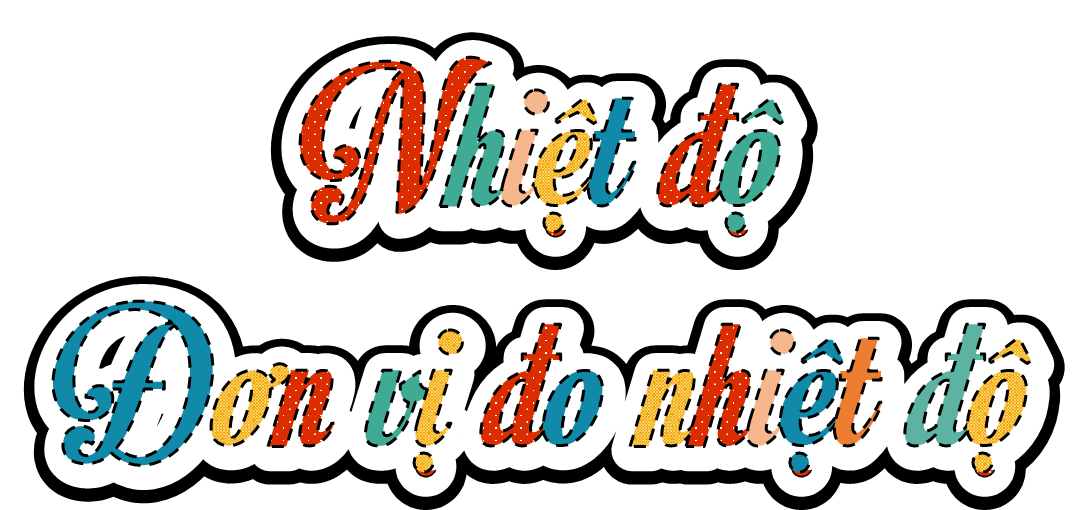 Nhiệt độ
Đơn vị đo nhiệt độ